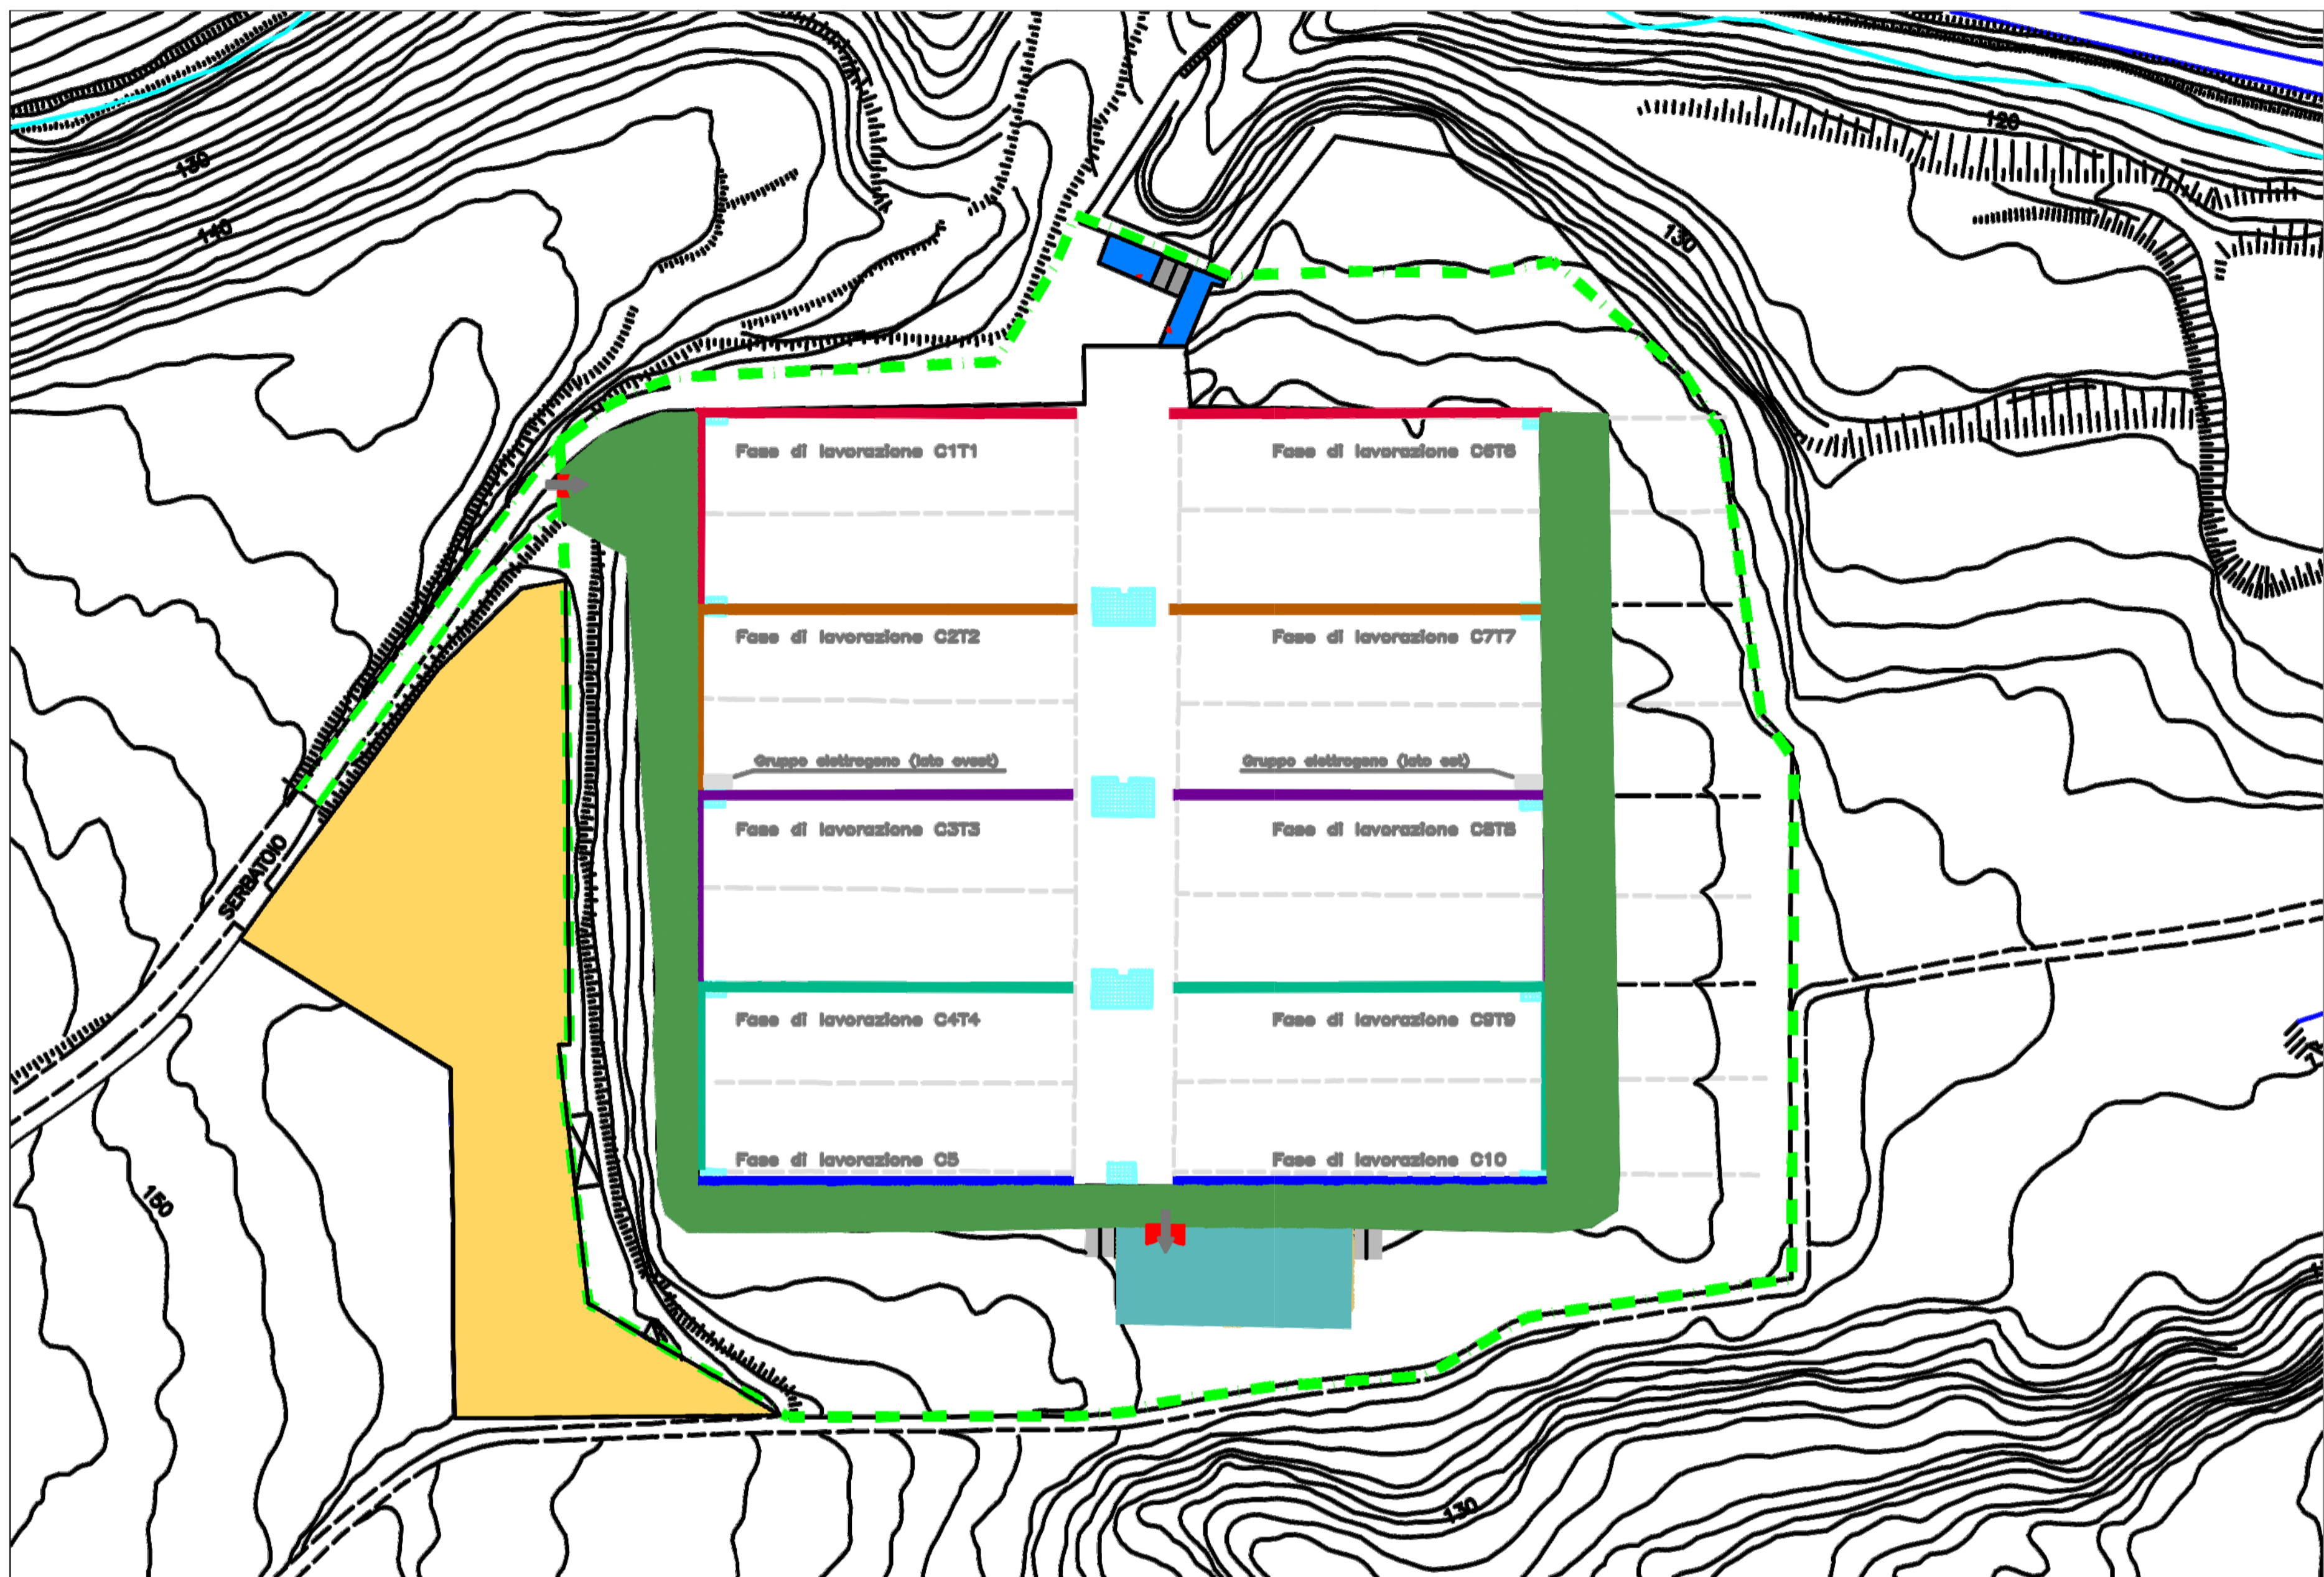 120
130
130
140
Fase di lavorazione C1T1
Fase di lavorazione C6T6
Fase di lavorazione C2T2
Fase di lavorazione C7T7
Gruppo elettrogeno (lato ovest)
Gruppo elettrogeno (lato est)
Fase di lavorazione C3T3
Fase di lavorazione C8T8
SERBATOIO
Fase di lavorazione C4T4
Fase di lavorazione C9T9
Fase di lavorazione C5
Fase di lavorazione C10
150
130